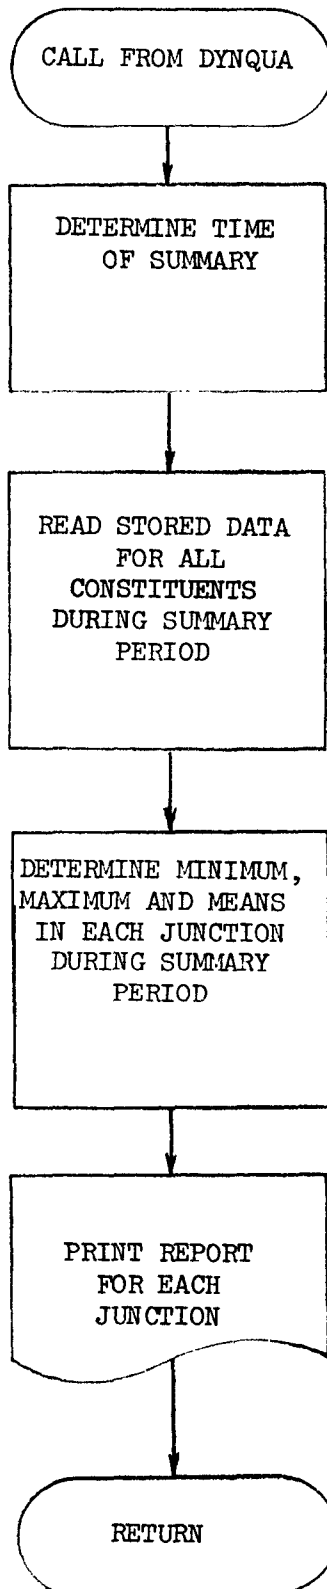 CALL FROM DYNQUA
DETERMINE TIME
OF SUMMARY
READ STORED DATA
FOR ALL
CONSTITUENTS
DURING SUMMARY
PERIOD
DETERMINE MINIMUM,
MAXIMUM AND MEANS
IN EACH JUNCTION
DURING SUMMARY
PERIOD
PRINT REPORT
FOR EACH
JUNCTION
RETURN